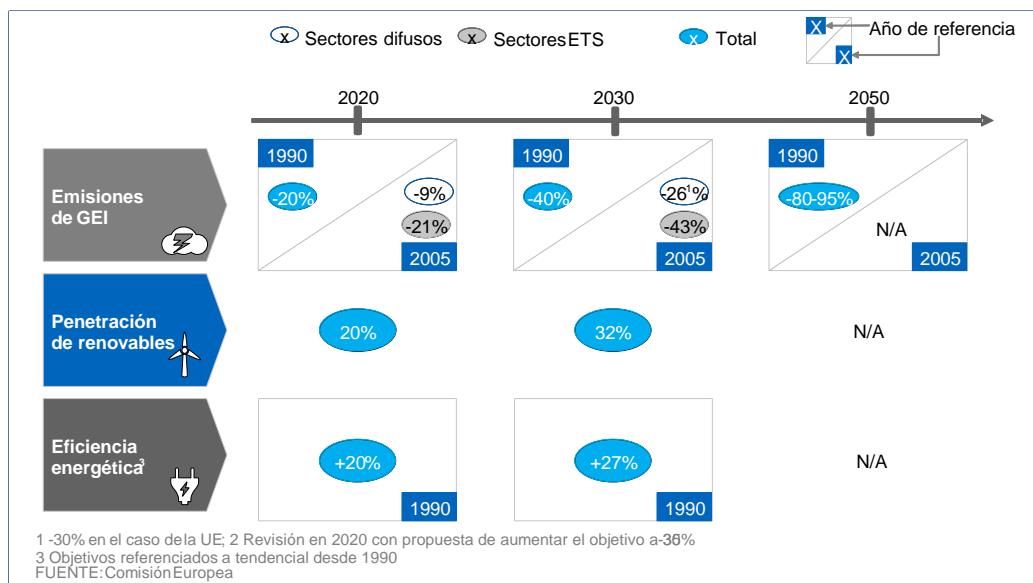 x Sectores difusos x Sectores ETS x Total X X Año de referencia
2020 2030 2050
Emisiones
de GEI
1990 -20% -9% -21% 2005
1990 -40% -26¹% -43% 2005
1990 -80-95% N/A 2005
Penetración
de renovables
20% 32% N/A
Eficiencia
energética³
+20% 1990
+27% 1990
N/A
1 -30% en el caso de la UE; 2 Revisión en 2020 con propuesta de aumentar el objetivo a
3 Objetivos referenciados a tendencial desde 1990
FUENTE: Comisión Europea